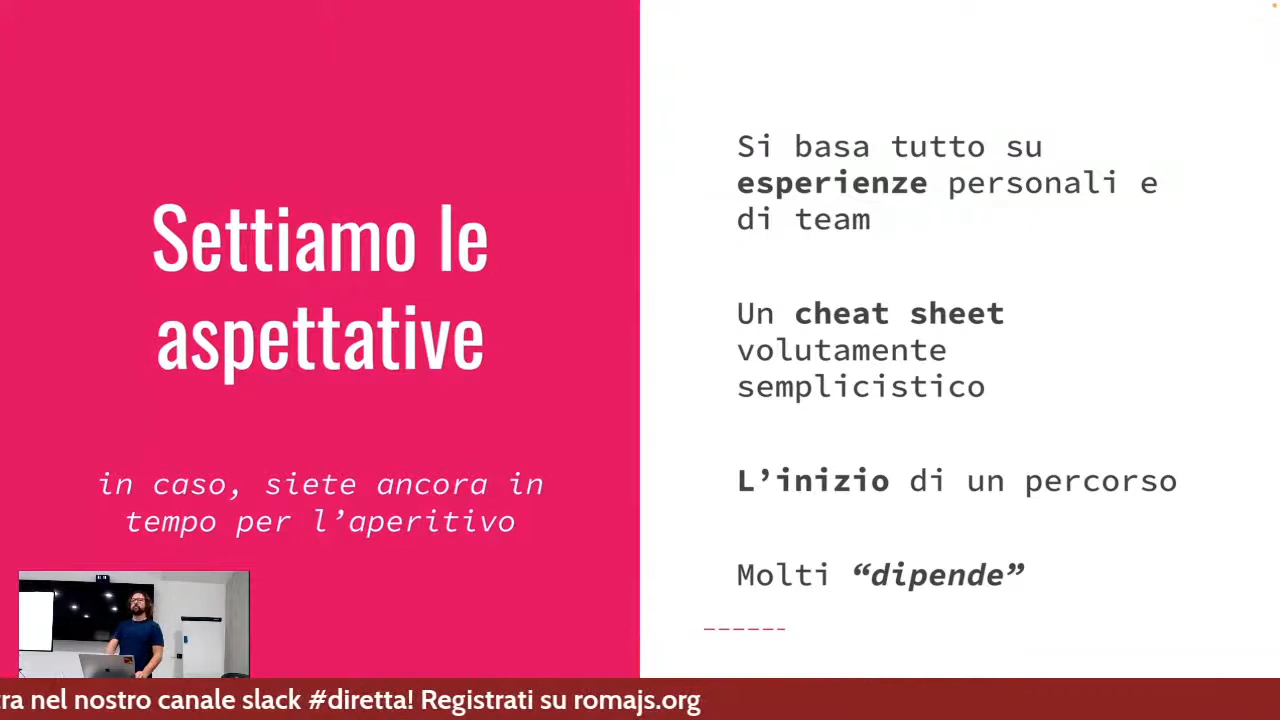 Settiamo le
aspettative
in caso, siete ancora in
tempo per l’aperitivo
Si basa tutto su
esperienze personali e
di team
Un cheat sheet
volutamente
semplicistico
L’inizio di un percorso
Molti “dipende”
nel nostro canale slack #diretta! Registrati su romajs.org